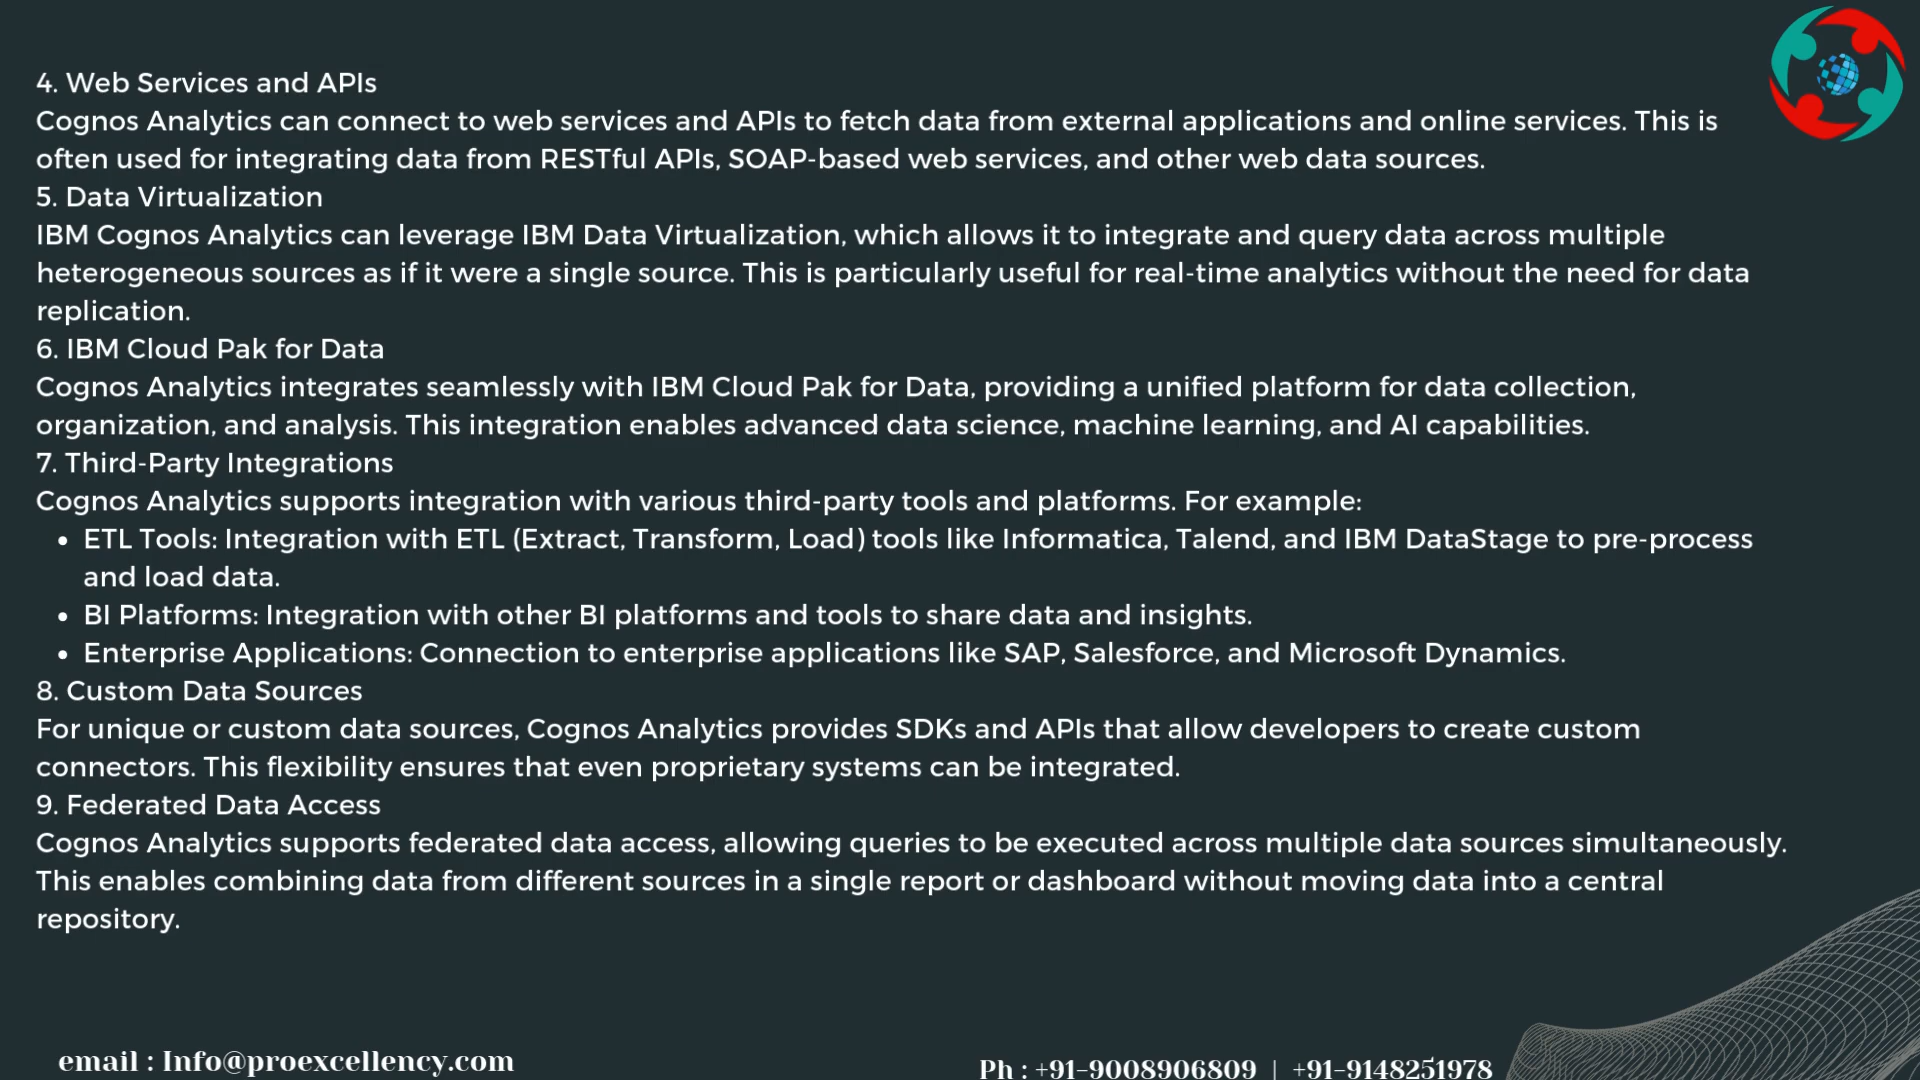 4. Web Services and APIs
Cognos Analytics can connect to web services and APIs to fetch data from external applications and online services. This is
often used for integrating data from RESTful APIs, SOAP-based web services, and other web data sources.
5. Data Virtualization
IBM Cognos Analytics can leverage IBM Data Virtualization, which allows it to integrate and query data across multiple
heterogeneous sources as if it were a single source. This is particularly useful for real-time analytics without the need for data
replication.
6. IBM Cloud Pak for Data
Cognos Analytics integrates seamlessly with IBM Cloud Pak for Data, providing a unified platform for data collection,
organization, and analysis. This integration enables advanced data science, machine learning, and AI capabilities.
7. Third-Party Integrations
Cognos Analytics supports integration with various third-party tools and platforms. For example:
• ETL Tools: Integration with ETL (Extract, Transform, Load) tools like Informatica, Talend, and IBM DataStage to pre-process
and load data.
• BI Platforms: Integration with other BI platforms and tools to share data and insights.
• Enterprise Applications: Connection to enterprise applications like SAP, Salesforce, and Microsoft Dynamics.
8. Custom Data Sources
For unique or custom data sources, Cognos Analytics provides SDKs and APIs that allow developers to create custom
connectors. This flexibility ensures that even proprietary systems can be integrated.
9. Federated Data Access
Cognos Analytics supports federated data access, allowing queries to be executed across multiple data sources simultaneously.
This enables combining data from different sources in a single report or dashboard without moving data into a central
repository.
email : Info@proexcellency.com
Ph : +91-9008906809 | +91-9148251978